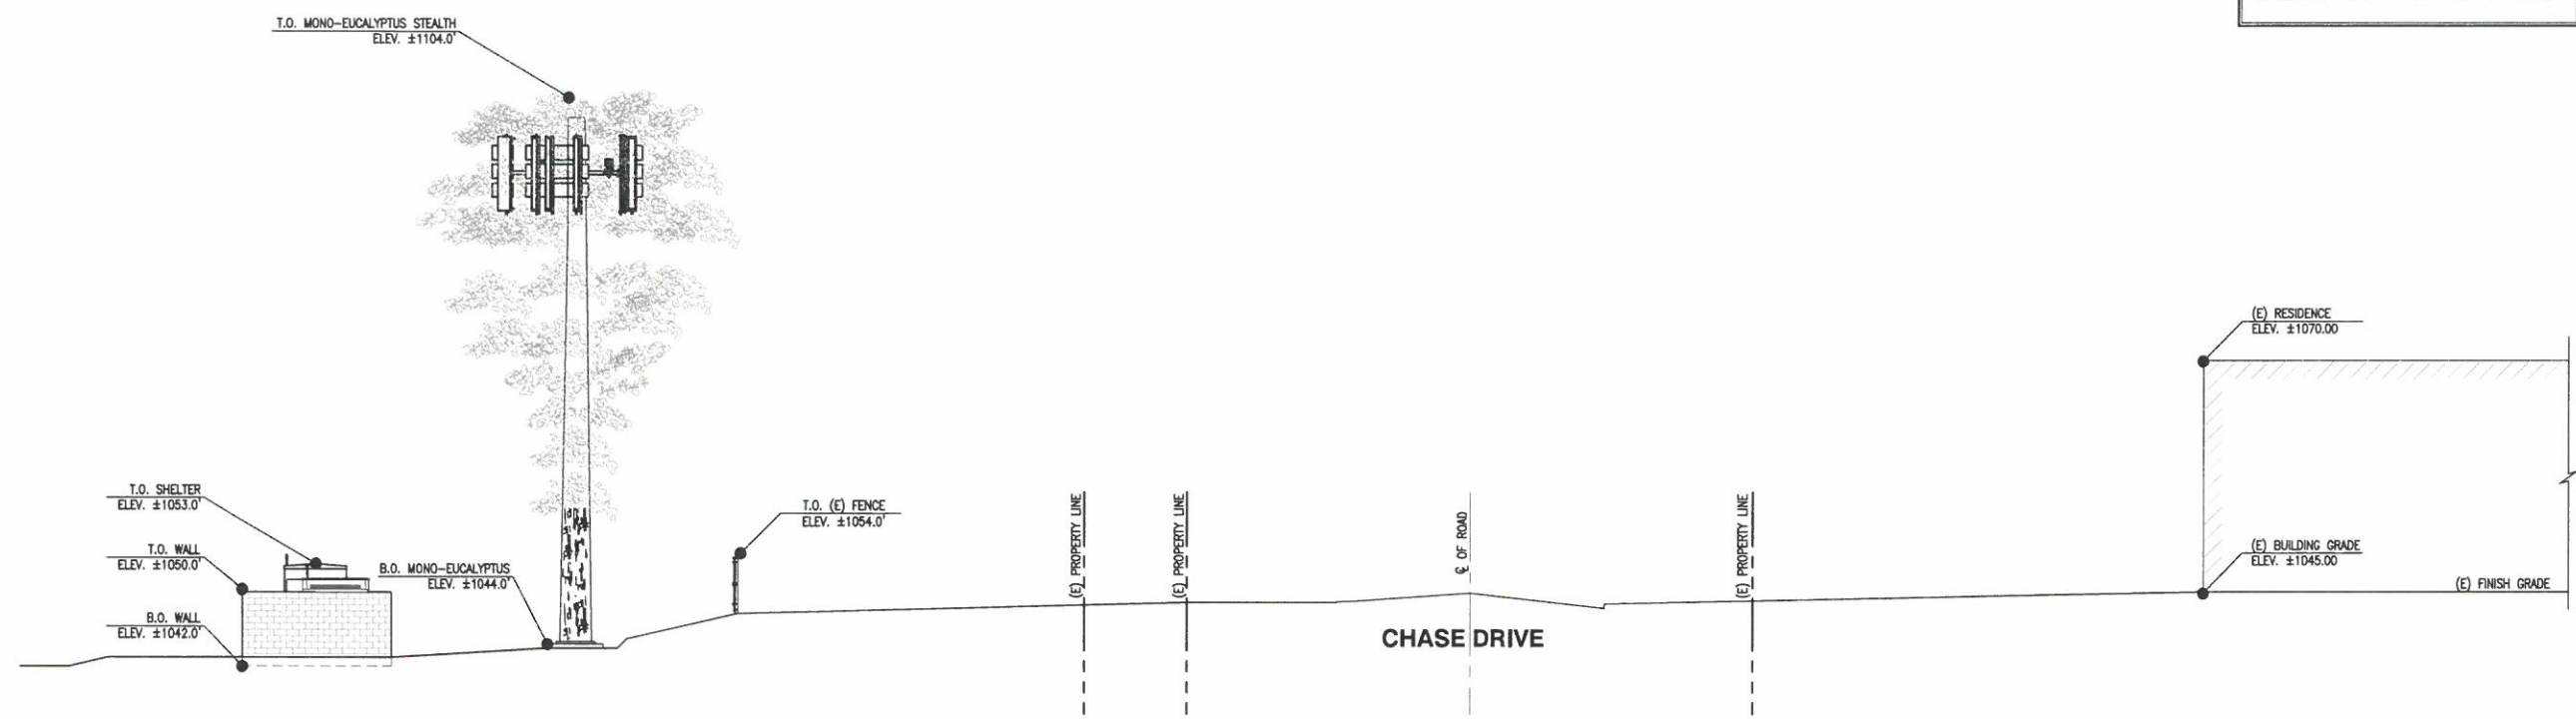 T.O. MONO-EUCALYPTUS STEALTH
ELEV. ±1104.0'
T.O. SHELTER
ELEV. ±1053.0'
T.O. WALL
ELEV. ±1050.0'
B.O. WALL
ELEV. ±1042.0'
B.O. MONO-EUCALYPTUS
ELEV. ±1044.0'
T.O. (E) FENCE
ELEV. ±1054.0'
(E) PROPERTY LINE
(E) PROPERTY LINE
℄ OF ROAD
CHASE DRIVE
(E) PROPERTY LINE
(E) RESIDENCE
ELEV. ±1070.00
(E) BUILDING GRADE
ELEV. ±1045.00
(E) FINISH GRADE